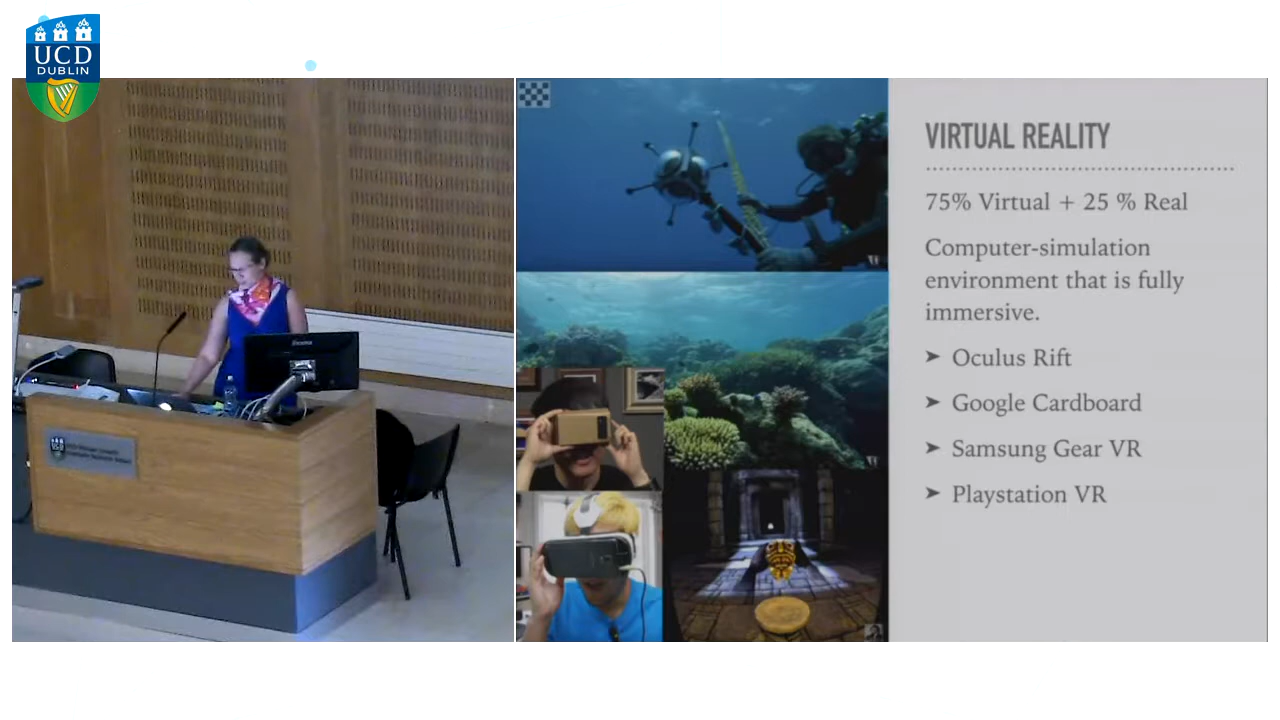 UCD
DUBLIN
VIRTUAL REALITY
75% Virtual + 25 % Real
Computer-simulation
environment that is fully
immersive.
➤ Oculus Rift
➤ Google Cardboard
➤ Samsung Gear VR
➤ Playstation VR